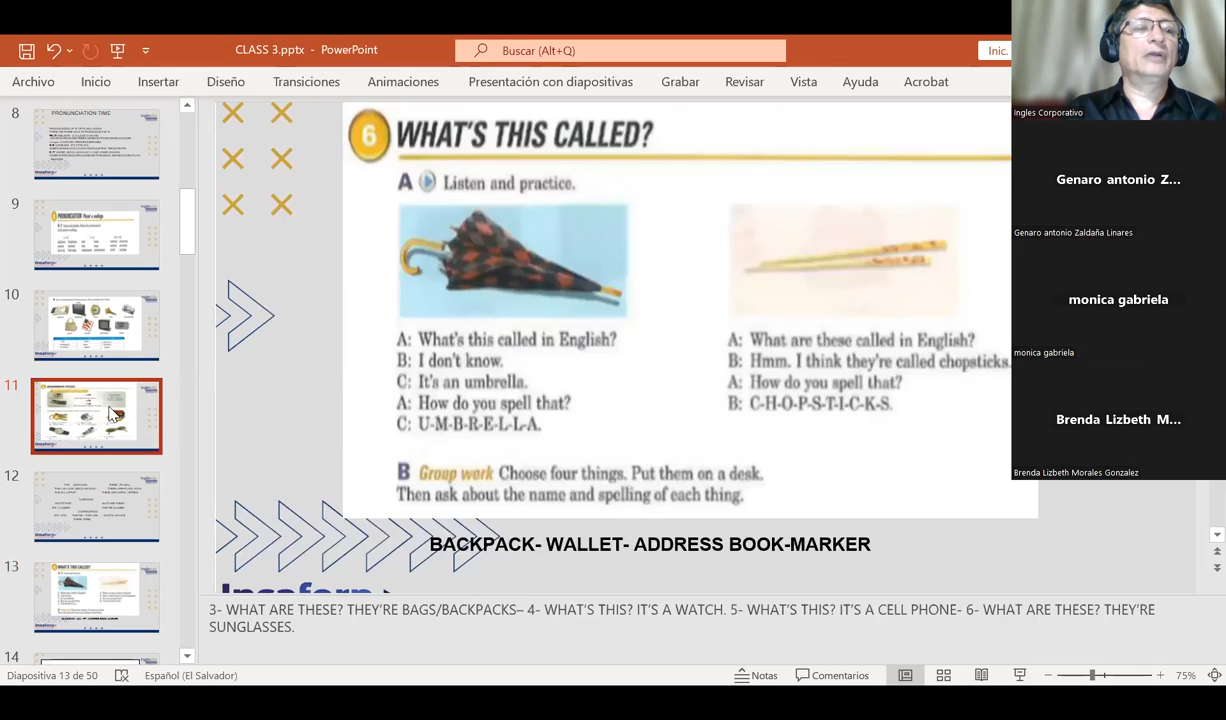 CLASS 3.pptx - PowerPoint
Buscar (Alt+Q)
Inic.
Archivo Inicio Insertar Diseño Transiciones Animaciones Presentación con diapositivas Grabar Revisar Vista Ayuda Acrobat
8
PRONUNCIATION TIME
9
10
11
12
13
WHAT'S THIS CALLED?
14
6 WHAT'S THIS CALLED?
A Listen and practice.
A: What's this called in English?
B: I don't know.
C: It's an umbrella.
A: How do you spell that?
C: U-M-B-R-E-L-L-A.
A: What are these called in English?
B: Hmm. I think they're called chopsticks.
A: How do you spell that?
B: C-H-O-P-S-T-I-C-K-S.
B Group work Choose four things. Put them on a desk.
Then ask about the name and spelling of each thing.
BACKPACK- WALLET- ADDRESS BOOK-MARKER
Insaforp
3- WHAT ARE THESE? THEY'RE BAGS/BACKPACKS– 4- WHAT'S THIS? IT'S A WATCH. 5- WHAT'S THIS? IT'S A CELL PHONE- 6- WHAT ARE THESE? THEY'RE
SUNGLASSES.
Diapositiva 13 de 50 Español (El Salvador) Notas Comentarios 75%
Ingles Corporativo
Genaro antonio Z...
Genaro antonio Zaldaña Linares
monica gabriela
monica gabriela
Brenda Lizbeth M...
Brenda Lizbeth Morales Gonzalez